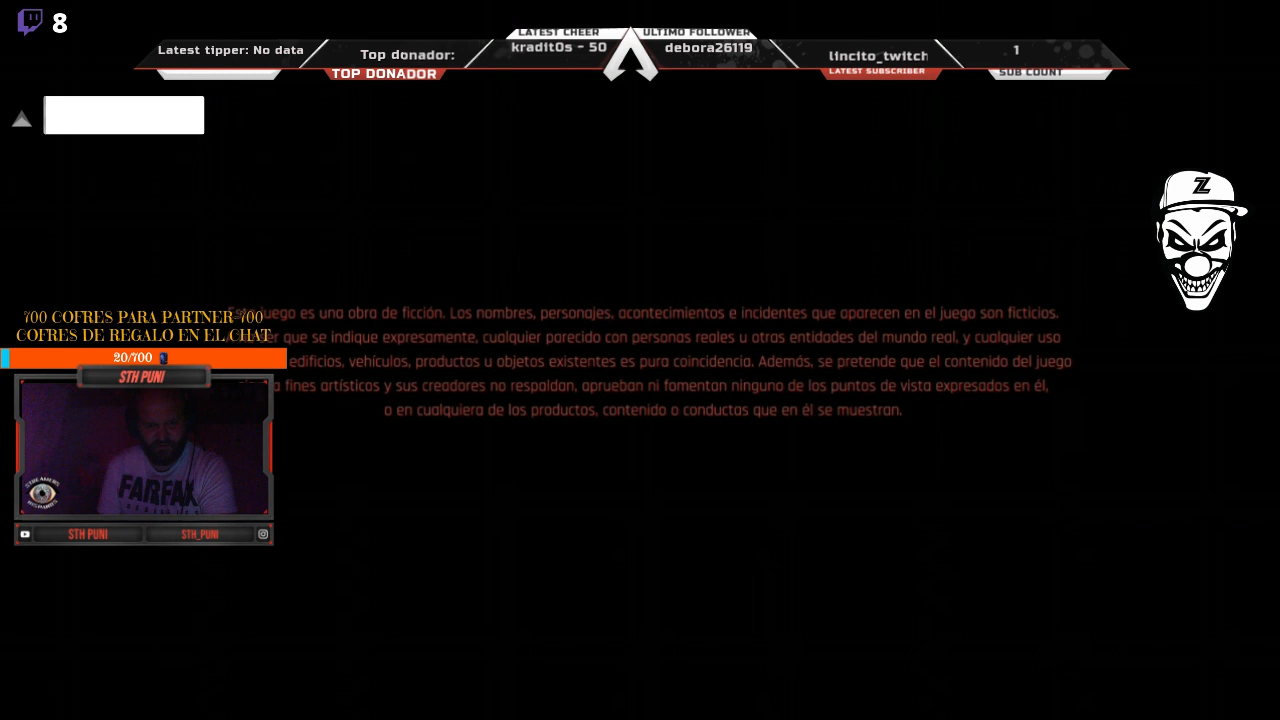 8
Latest tipper: No data
Top donador:
TOP DONADOR
LATEST CHEER
kradit0s - 50
ULTIMO FOLLOWER
debora26119
lincito_twitch
LATEST SUBSCRIBER
1
SUB COUNT
Z
juego es una obra de ficción. Los nombres, personajes, acontecimientos e incidentes que aparecen en el juego son ficticios.
que se indique expresamente, cualquier parecido con personas reales u otras entidades del mundo real, y cualquier uso
edificios, vehículos, productos u objetos existentes es pura coincidencia. Además, se pretende que el contenido del juego
fines artísticos y sus creadores no respaldan, aprueban ni fomentan ninguno de los puntos de vista expresados en él,
o en cualquiera de los productos, contenido o conductas que en él se muestran.
700 COFRES PARA PARTNER 700
COFRES DE REGALO EN EL CHAT
20/700
STH PUNI
FARFAX
STREAMERS
STH PUNI
STH_PUNI